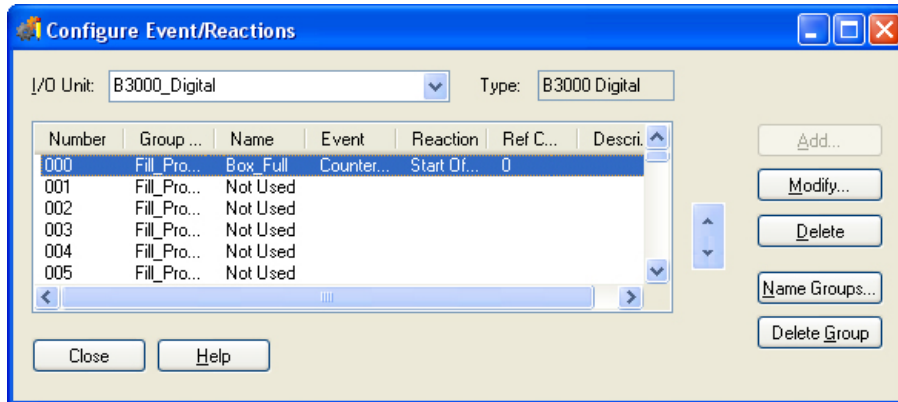 Configure Event/Reactions
I/O Unit: B3000_Digital Type: B3000 Digital
Number Group ... Name Event Reaction Ref C... Descri.
000 Fill_Pro... Box_Full Counter... Start Of... 0
001 Fill_Pro... Not Used
002 Fill_Pro... Not Used
003 Fill_Pro... Not Used
004 Fill_Pro... Not Used
005 Fill_Pro... Not Used
Add...
Modify...
Delete
Name Groups...
Delete Group
Close Help